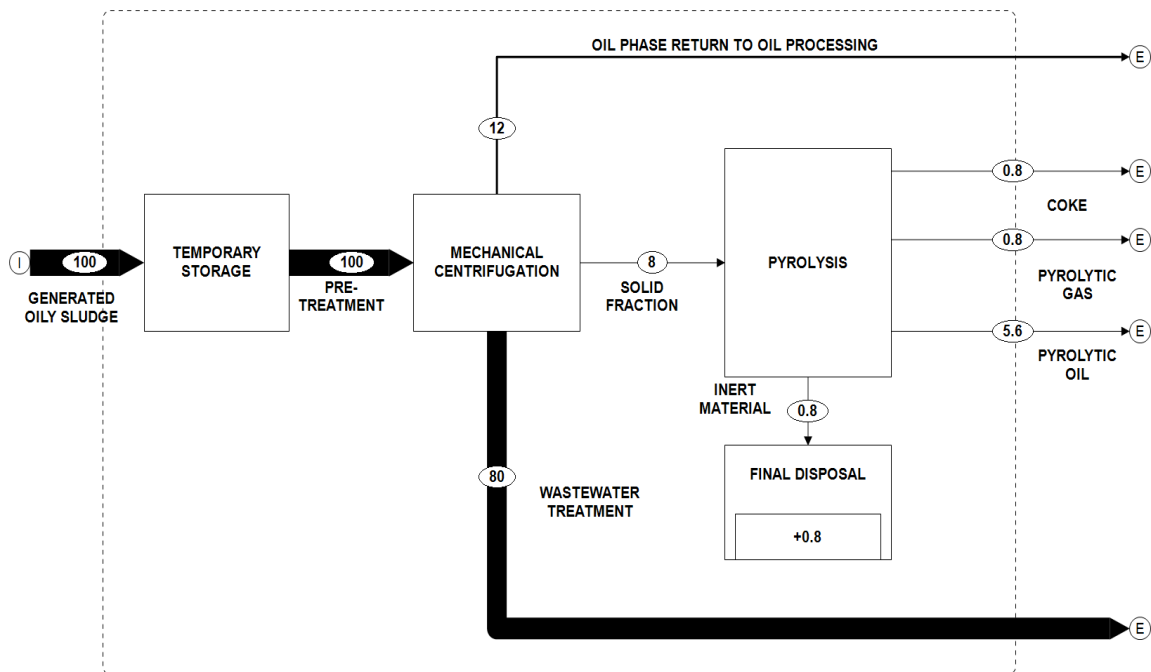 OIL PHASE RETURN TO OIL PROCESSING
E
12
0.8
E
COKE
TEMPORARY
STORAGE
MECHANICAL
CENTRIFUGATION
PYROLYSIS
I
100
100
8
0.8
E
GENERATED
OILY SLUDGE
PRE-
TREATMENT
SOLID
FRACTION
PYROLYTIC
GAS
5.6
E
PYROLYTIC
OIL
INERT
MATERIAL
0.8
FINAL DISPOSAL
+0.8
80
WASTEWATER
TREATMENT
E